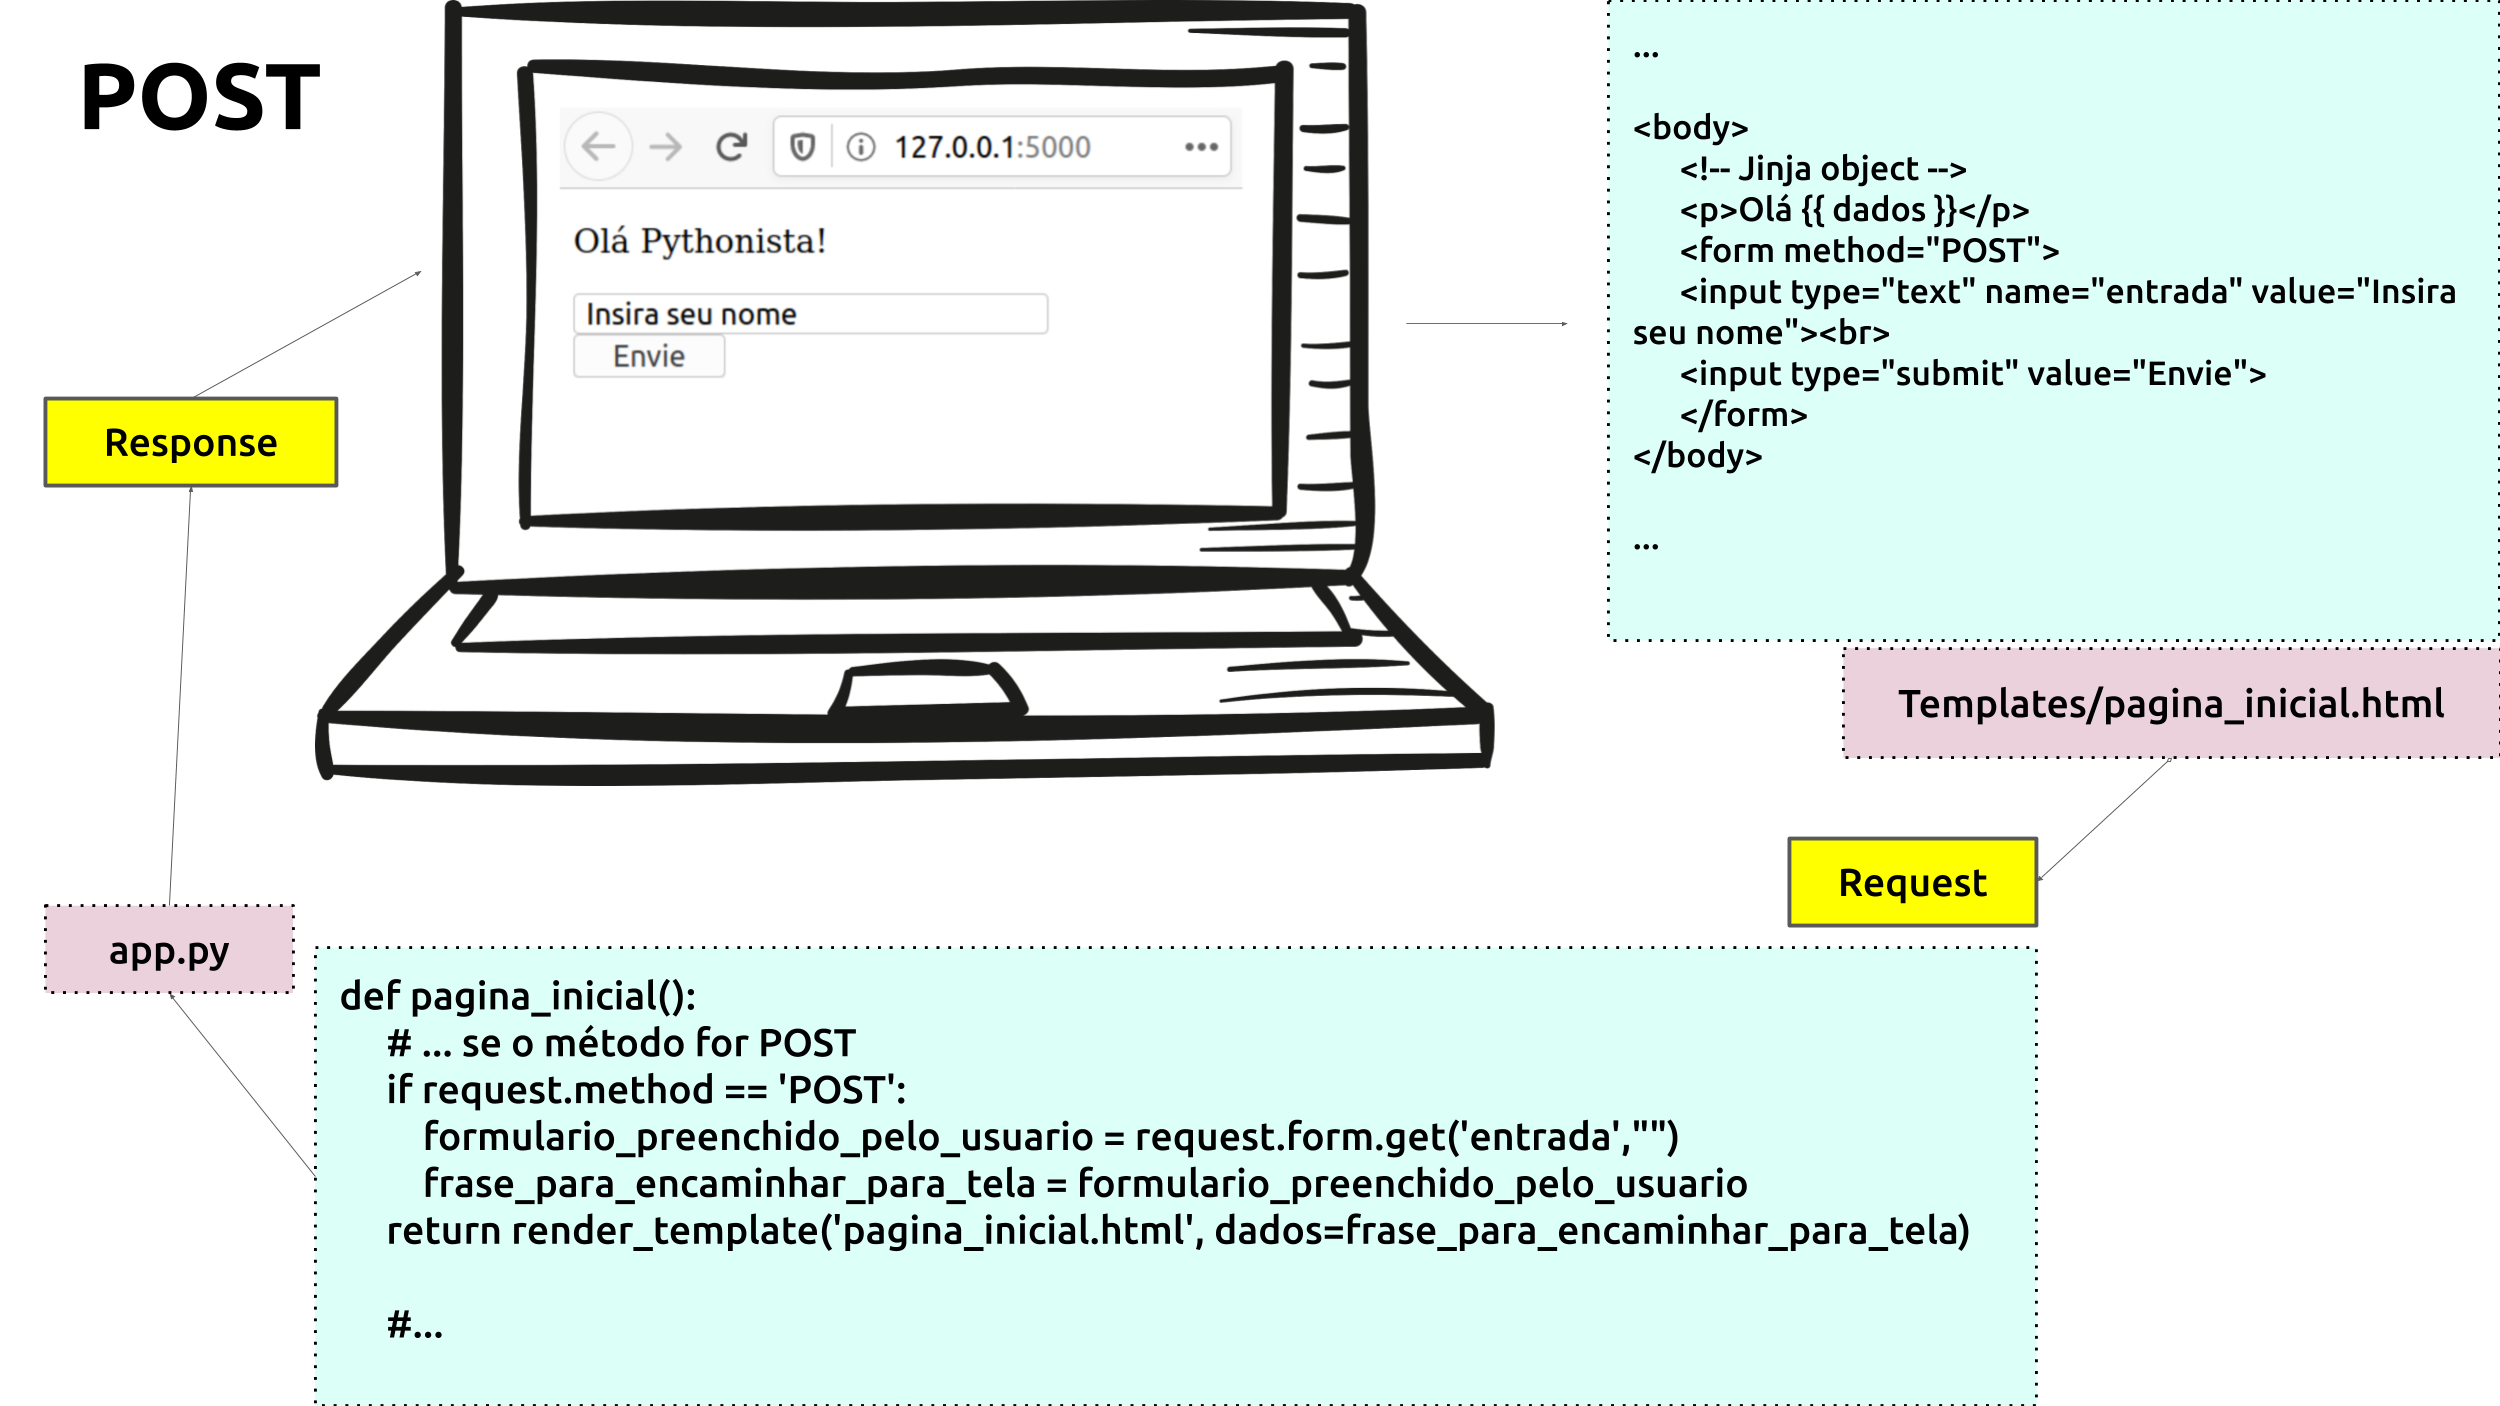 POST
127.0.0.1:5000
Olá Pythonista!
Insira seu nome
Envie
...
<body>
<!-- Jinja object -->
<p>Olá {{ dados }}</p>
<form method="POST">
<input type="text" name="entrada" value="Insira
seu nome"><br>
<input type="submit" value="Envie">
</form>
</body>
...
Templates/pagina_inicial.html
Request
Response
app.py
def pagina_inicial():
# ... se o método for POST
if request.method == 'POST':
formulario_preenchido_pelo_usuario = request.form.get('entrada',"")
frase_para_encaminhar_para_tela = formulario_preenchido_pelo_usuario
return render_template('pagina_inicial.html', dados=frase_para_encaminhar_para_tela)
#...